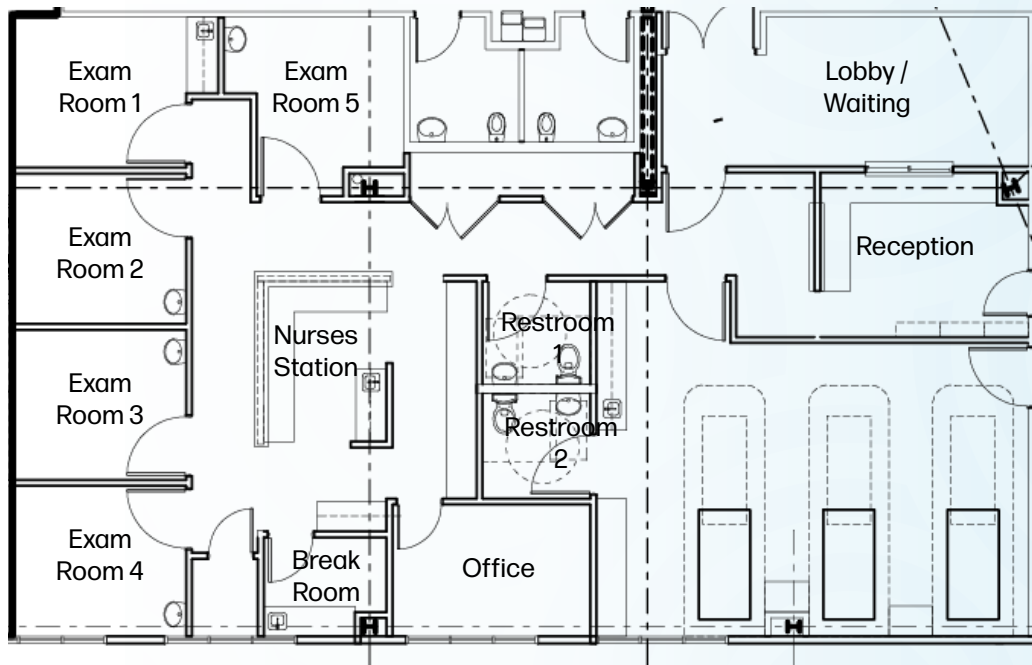 Exam
Room 1
Exam
Room 5
Lobby /
Waiting
Exam
Room 2
Reception
Nurses
Station
Restroom
1
Exam
Room 3
Restroom
2
Exam
Room 4
Break
Room
Office